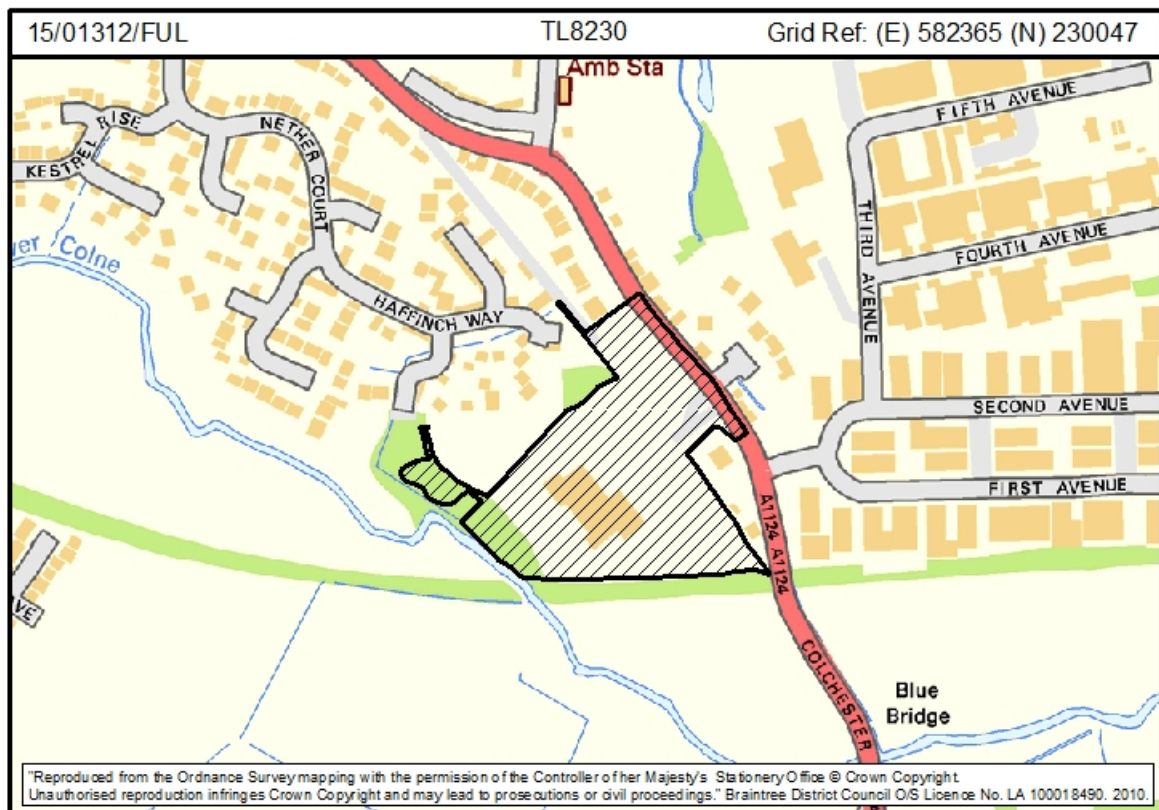 15/01312/FUL TL8230 Grid Ref: (E) 582365 (N) 230047
Amb Sta
FIFTH AVENUE
RISE
NETHER COURT
KESTREL
THIRD AVENUE
FOURTH AVENUE
ver Colne
HAFFINCH WAY
SECOND AVENUE
FIRST AVENUE
A1124 A1124
VE
COLCHESTER
Blue
Bridge
"Reproduced from the Ordnance Survey mapping with the permission of the Controller of her Majesty's Stationery Office © Crown Copyright.
Unauthorised reproduction infringes Crown Copyright and may lead to prosecutions or civil proceedings." Braintree District Council O/S Licence No. LA 100018490. 2010.